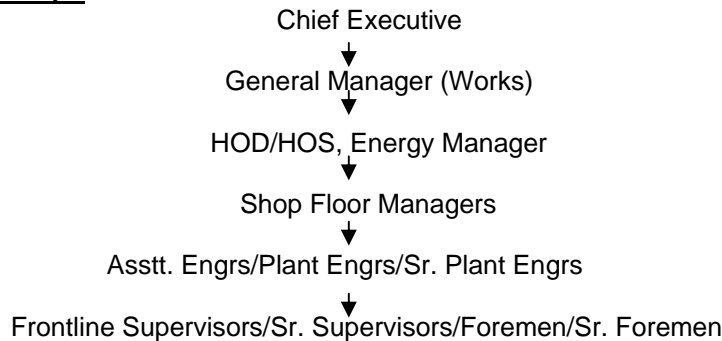 Chief Executive
General Manager (Works)
HOD/HOS, Energy Manager
Shop Floor Managers
Asstt. Engrs/Plant Engrs/Sr. Plant Engrs
Frontline Supervisors/Sr. Supervisors/Foremen/Sr. Foremen